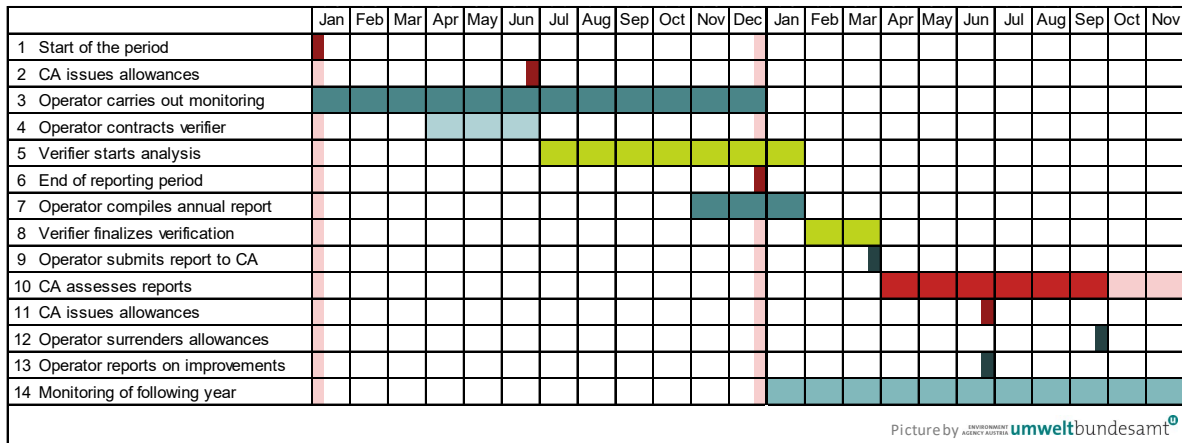 Jan Feb Mar Apr May Jun Jul Aug Sep Oct Nov Dec Jan Feb Mar Apr May Jun Jul Aug Sep Oct Nov
1 Start of the period
2 CA issues allowances
3 Operator carries out monitoring
4 Operator contracts verifier
5 Verifier starts analysis
6 End of reporting period
7 Operator compiles annual report
8 Verifier finalizes verification
9 Operator submits report to CA
10 CA assesses reports
11 CA issues allowances
12 Operator surrenders allowances
13 Operator reports on improvements
14 Monitoring of following year
Picture by ENVIRONMENT AGENCY AUSTRIA umweltbundesamt u